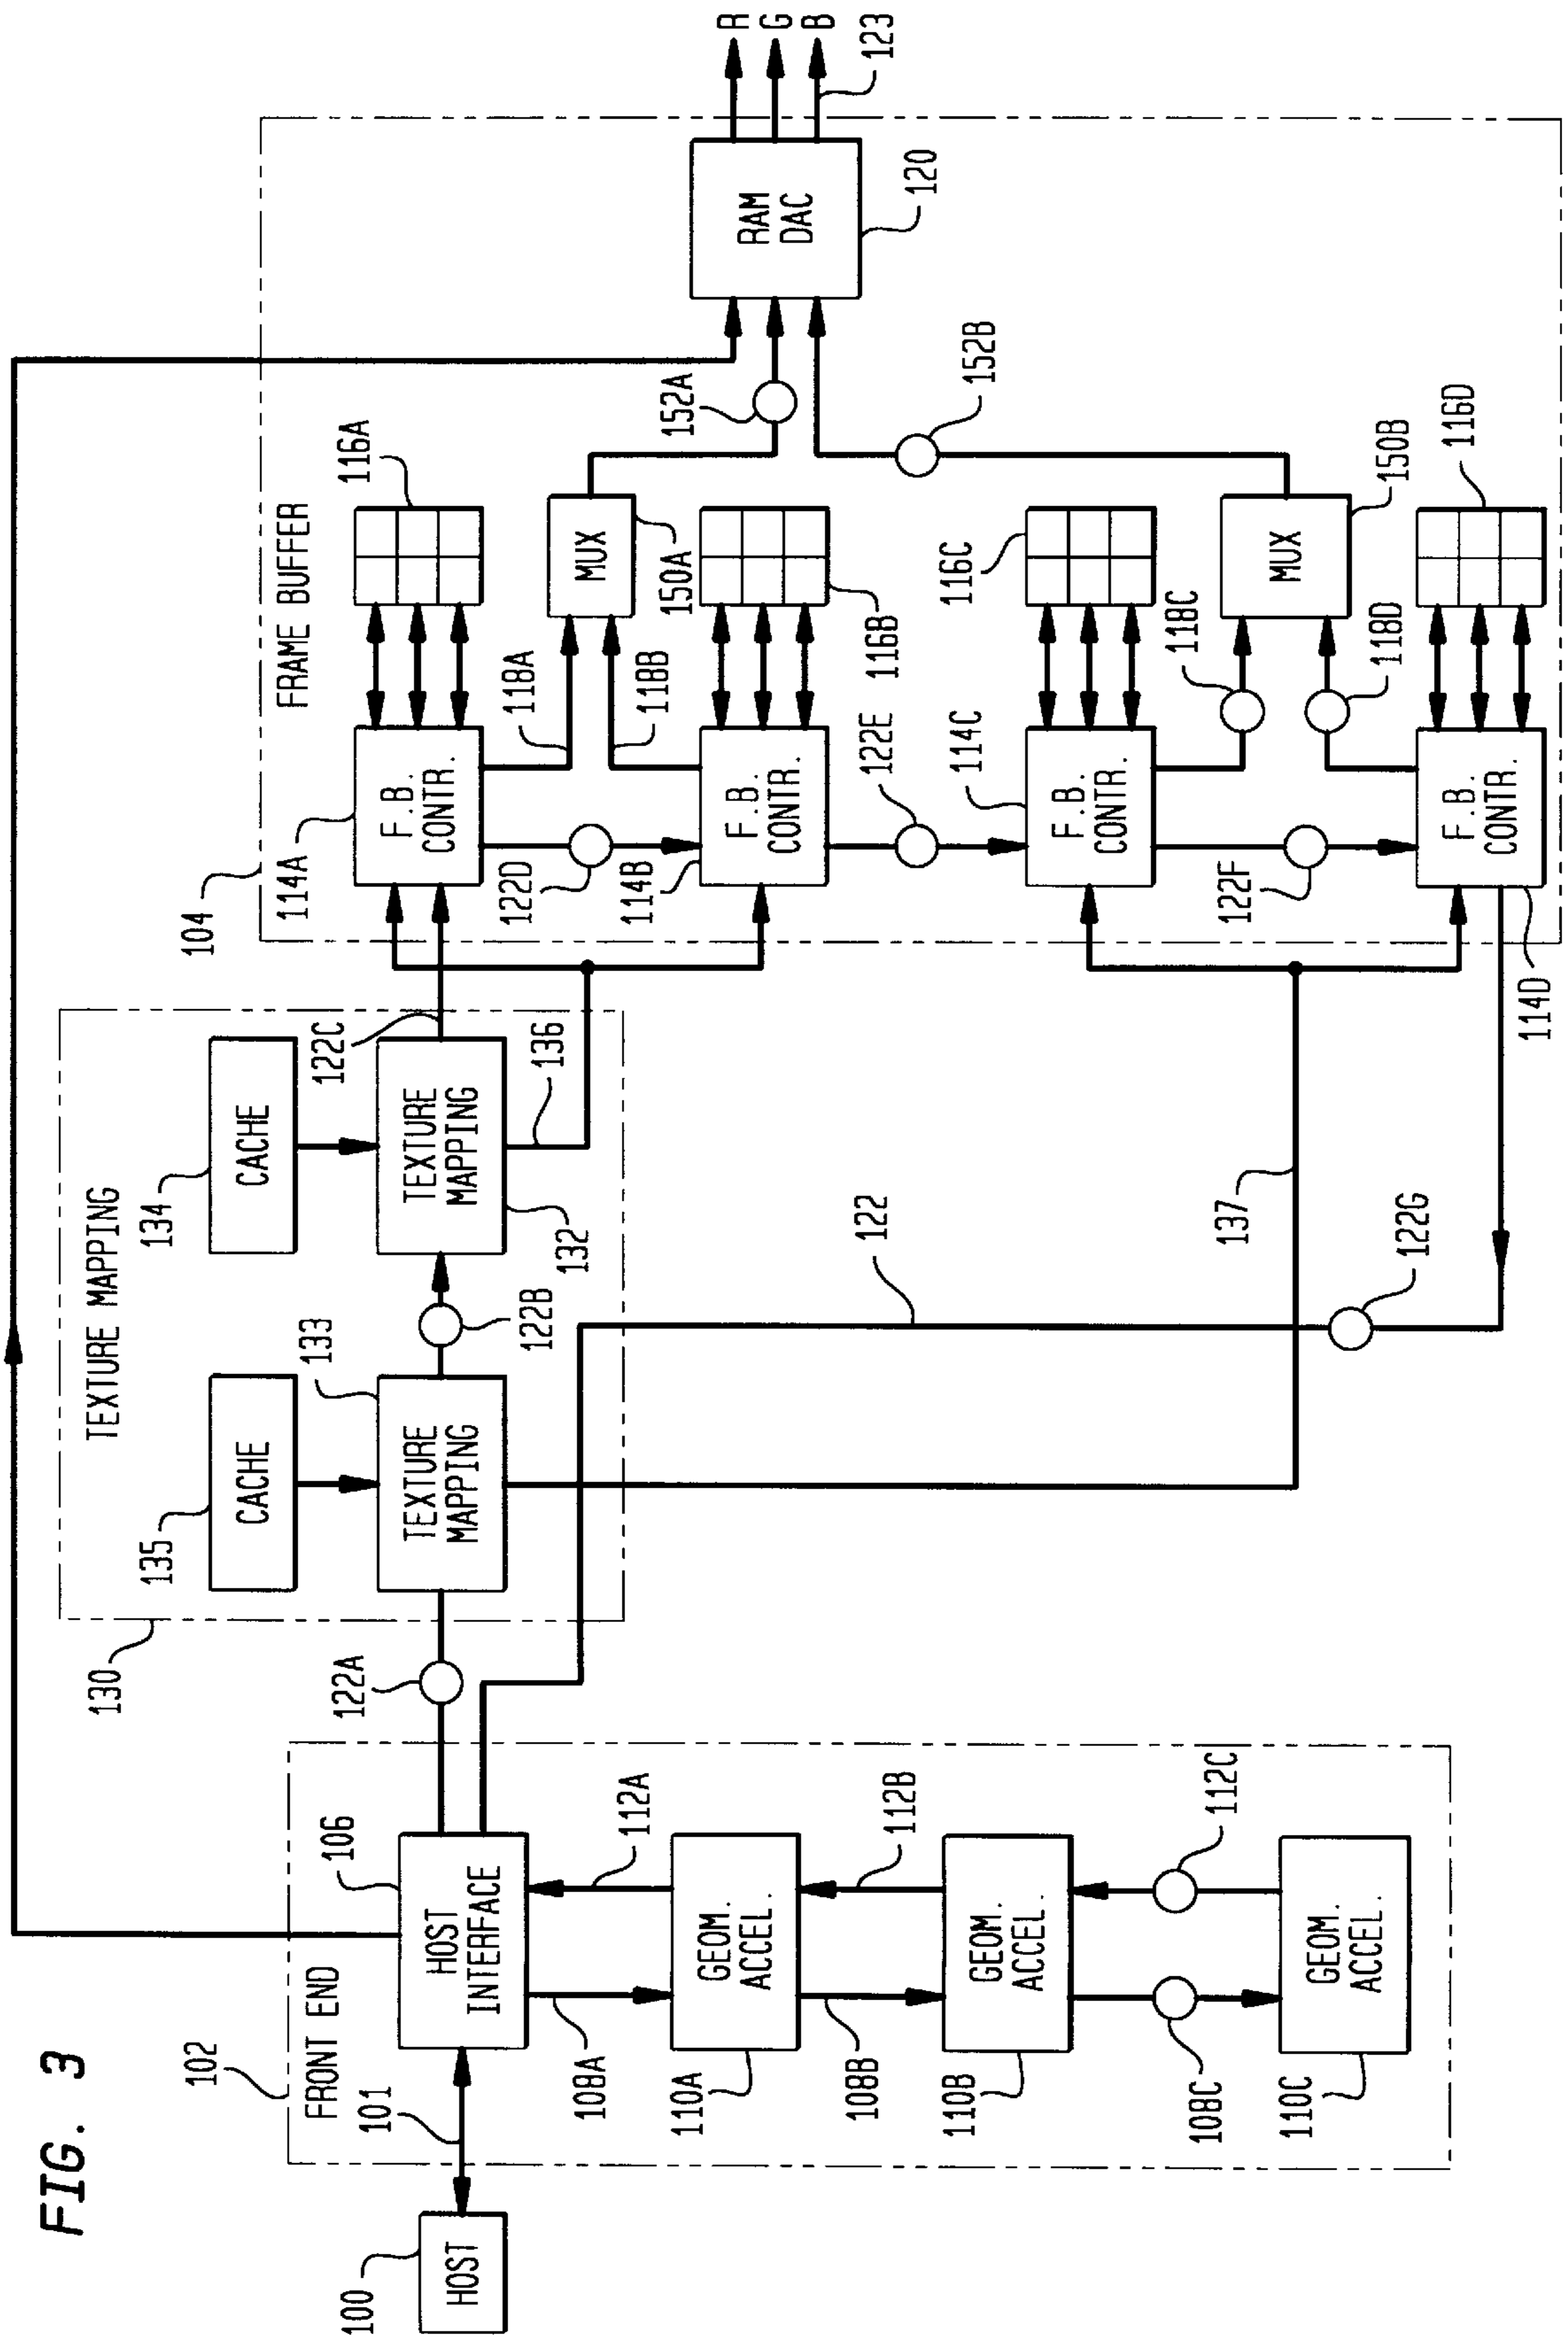 FIG. 3
102
FRONT END
100
HOST
101
106
HOST
INTERFACE
108A
112A
110A
GEOM.
ACCEL.
108B
112B
110B
GEOM.
ACCEL.
108C
112C
110C
GEOM.
ACCEL.
130
TEXTURE MAPPING
122A
135
CACHE
133
TEXTURE
MAPPING
122B
134
CACHE
132
TEXTURE
MAPPING
122C
136
122
137
122G
104
FRAME BUFFER
114A
F.B.
CONTR.
116A
122D
118A
118B
MUX
150A
114B
F.B.
CONTR.
116B
122E
114C
F.B.
CONTR.
116C
122F
118C
118D
MUX
150B
114D
F.B.
CONTR.
116D
152A
152B
RAM
DAC
120
R
G
B
123